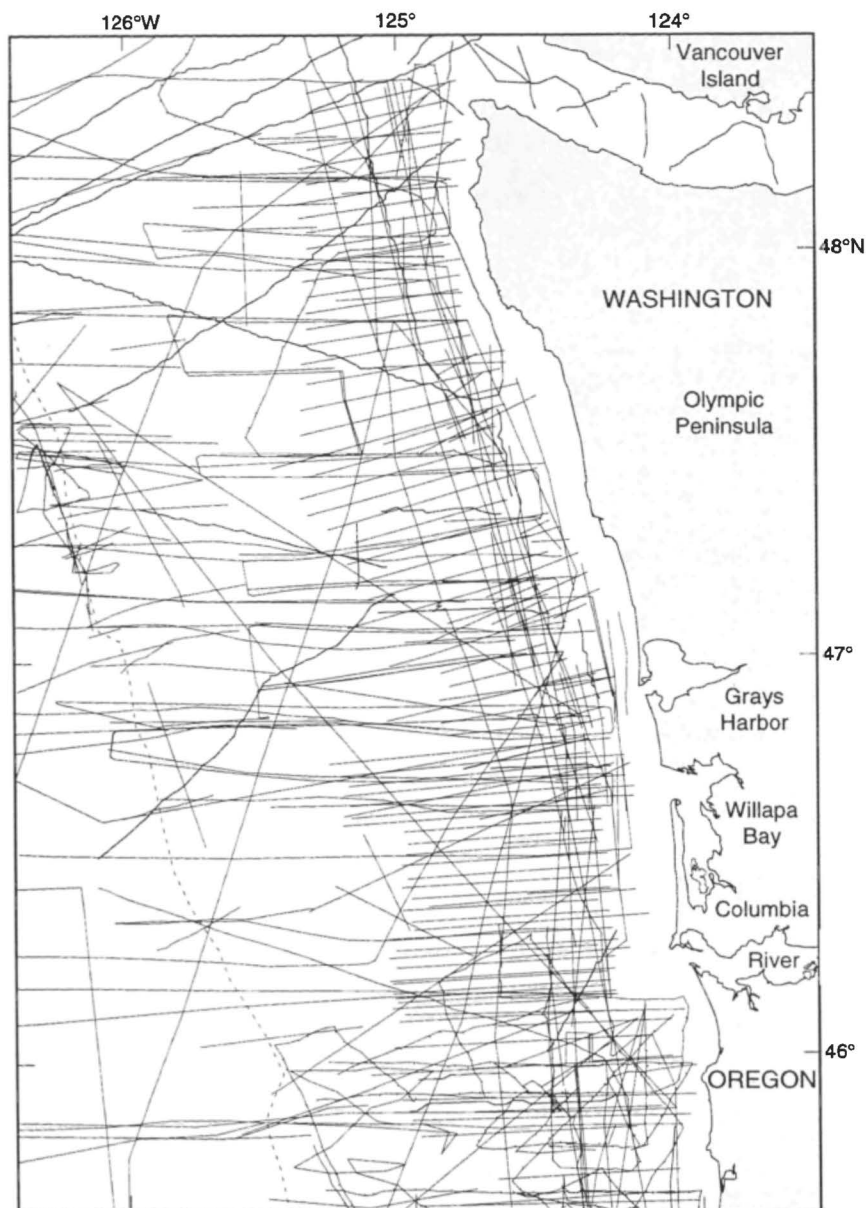 126°W 125° 124°
Vancouver
Island
48°N
WASHINGTON
Olympic
Peninsula
47°
Grays
Harbor
Willapa
Bay
Columbia
River
46°
OREGON